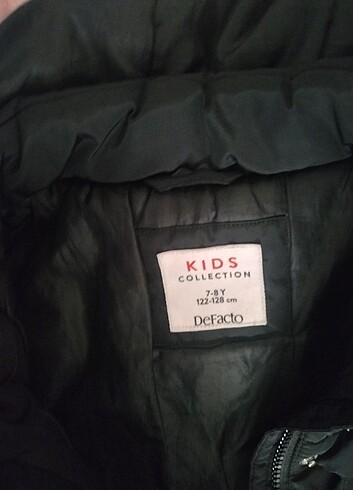 KIDS
COLLECTION
7-8 Y
122-128 cm
DeFacto